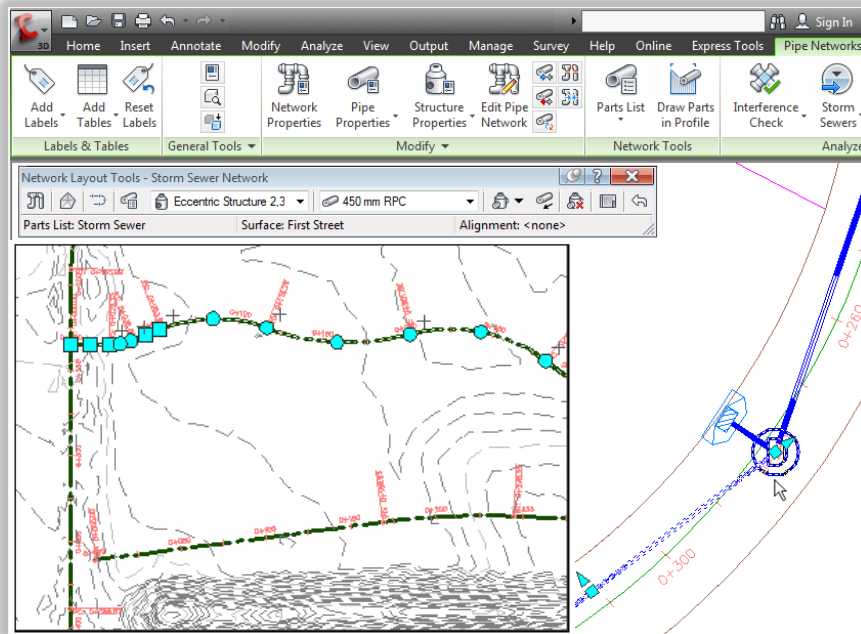 Sign In
3D
Home Insert Annotate Modify Analyze View Output Manage Survey Help Online Express Tools Pipe Networks
Add Labels
Add Tables
Reset Labels
Network Properties
Pipe Properties
Structure Properties
Edit Pipe Network
Parts List
Draw Parts in Profile
Interference Check
Storm Sewers
Labels & Tables
General Tools
Modify
Network Tools
Analyze
Network Layout Tools - Storm Sewer Network
Eccentric Structure 2,3
450 mm RPC
Parts List: Storm Sewer Surface: First Street Alignment: <none>
0+260
0+300